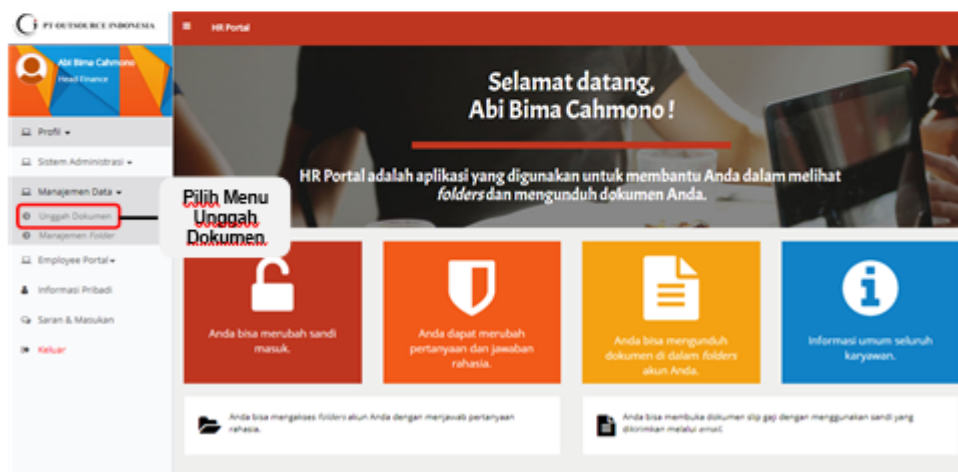 PT OUTSOURCE INDONESIA
HR Portal
Abi Bima Cahmono
Head Finance
Profil
Sistem Administrasi
Manajemen Data
Unggah Dokumen
Manajemen Folder
Employee Portal
Informasi Pribadi
Saran & Masukan
Keluar
Pilih Menu
Unggah
Dokumen
Selamat datang,
Abi Bima Cahmono !
HR Portal adalah aplikasi yang digunakan untuk membantu Anda dalam melihat
folders dan mengunduh dokumen Anda.
Anda bisa merubah sandi
masuk.
Anda dapat merubah
pertanyaan dan jawaban
rahasia.
Anda bisa mengunduh
dokumen di dalam folders
akun Anda.
Informasi umum seluruh
karyawan.
Anda bisa mengakses folders akun Anda dengan menjawab pertanyaan
rahasia.
Anda bisa membuka dokumen slip gaji dengan menggunakan sandi yang
dikirimkan melalui email.